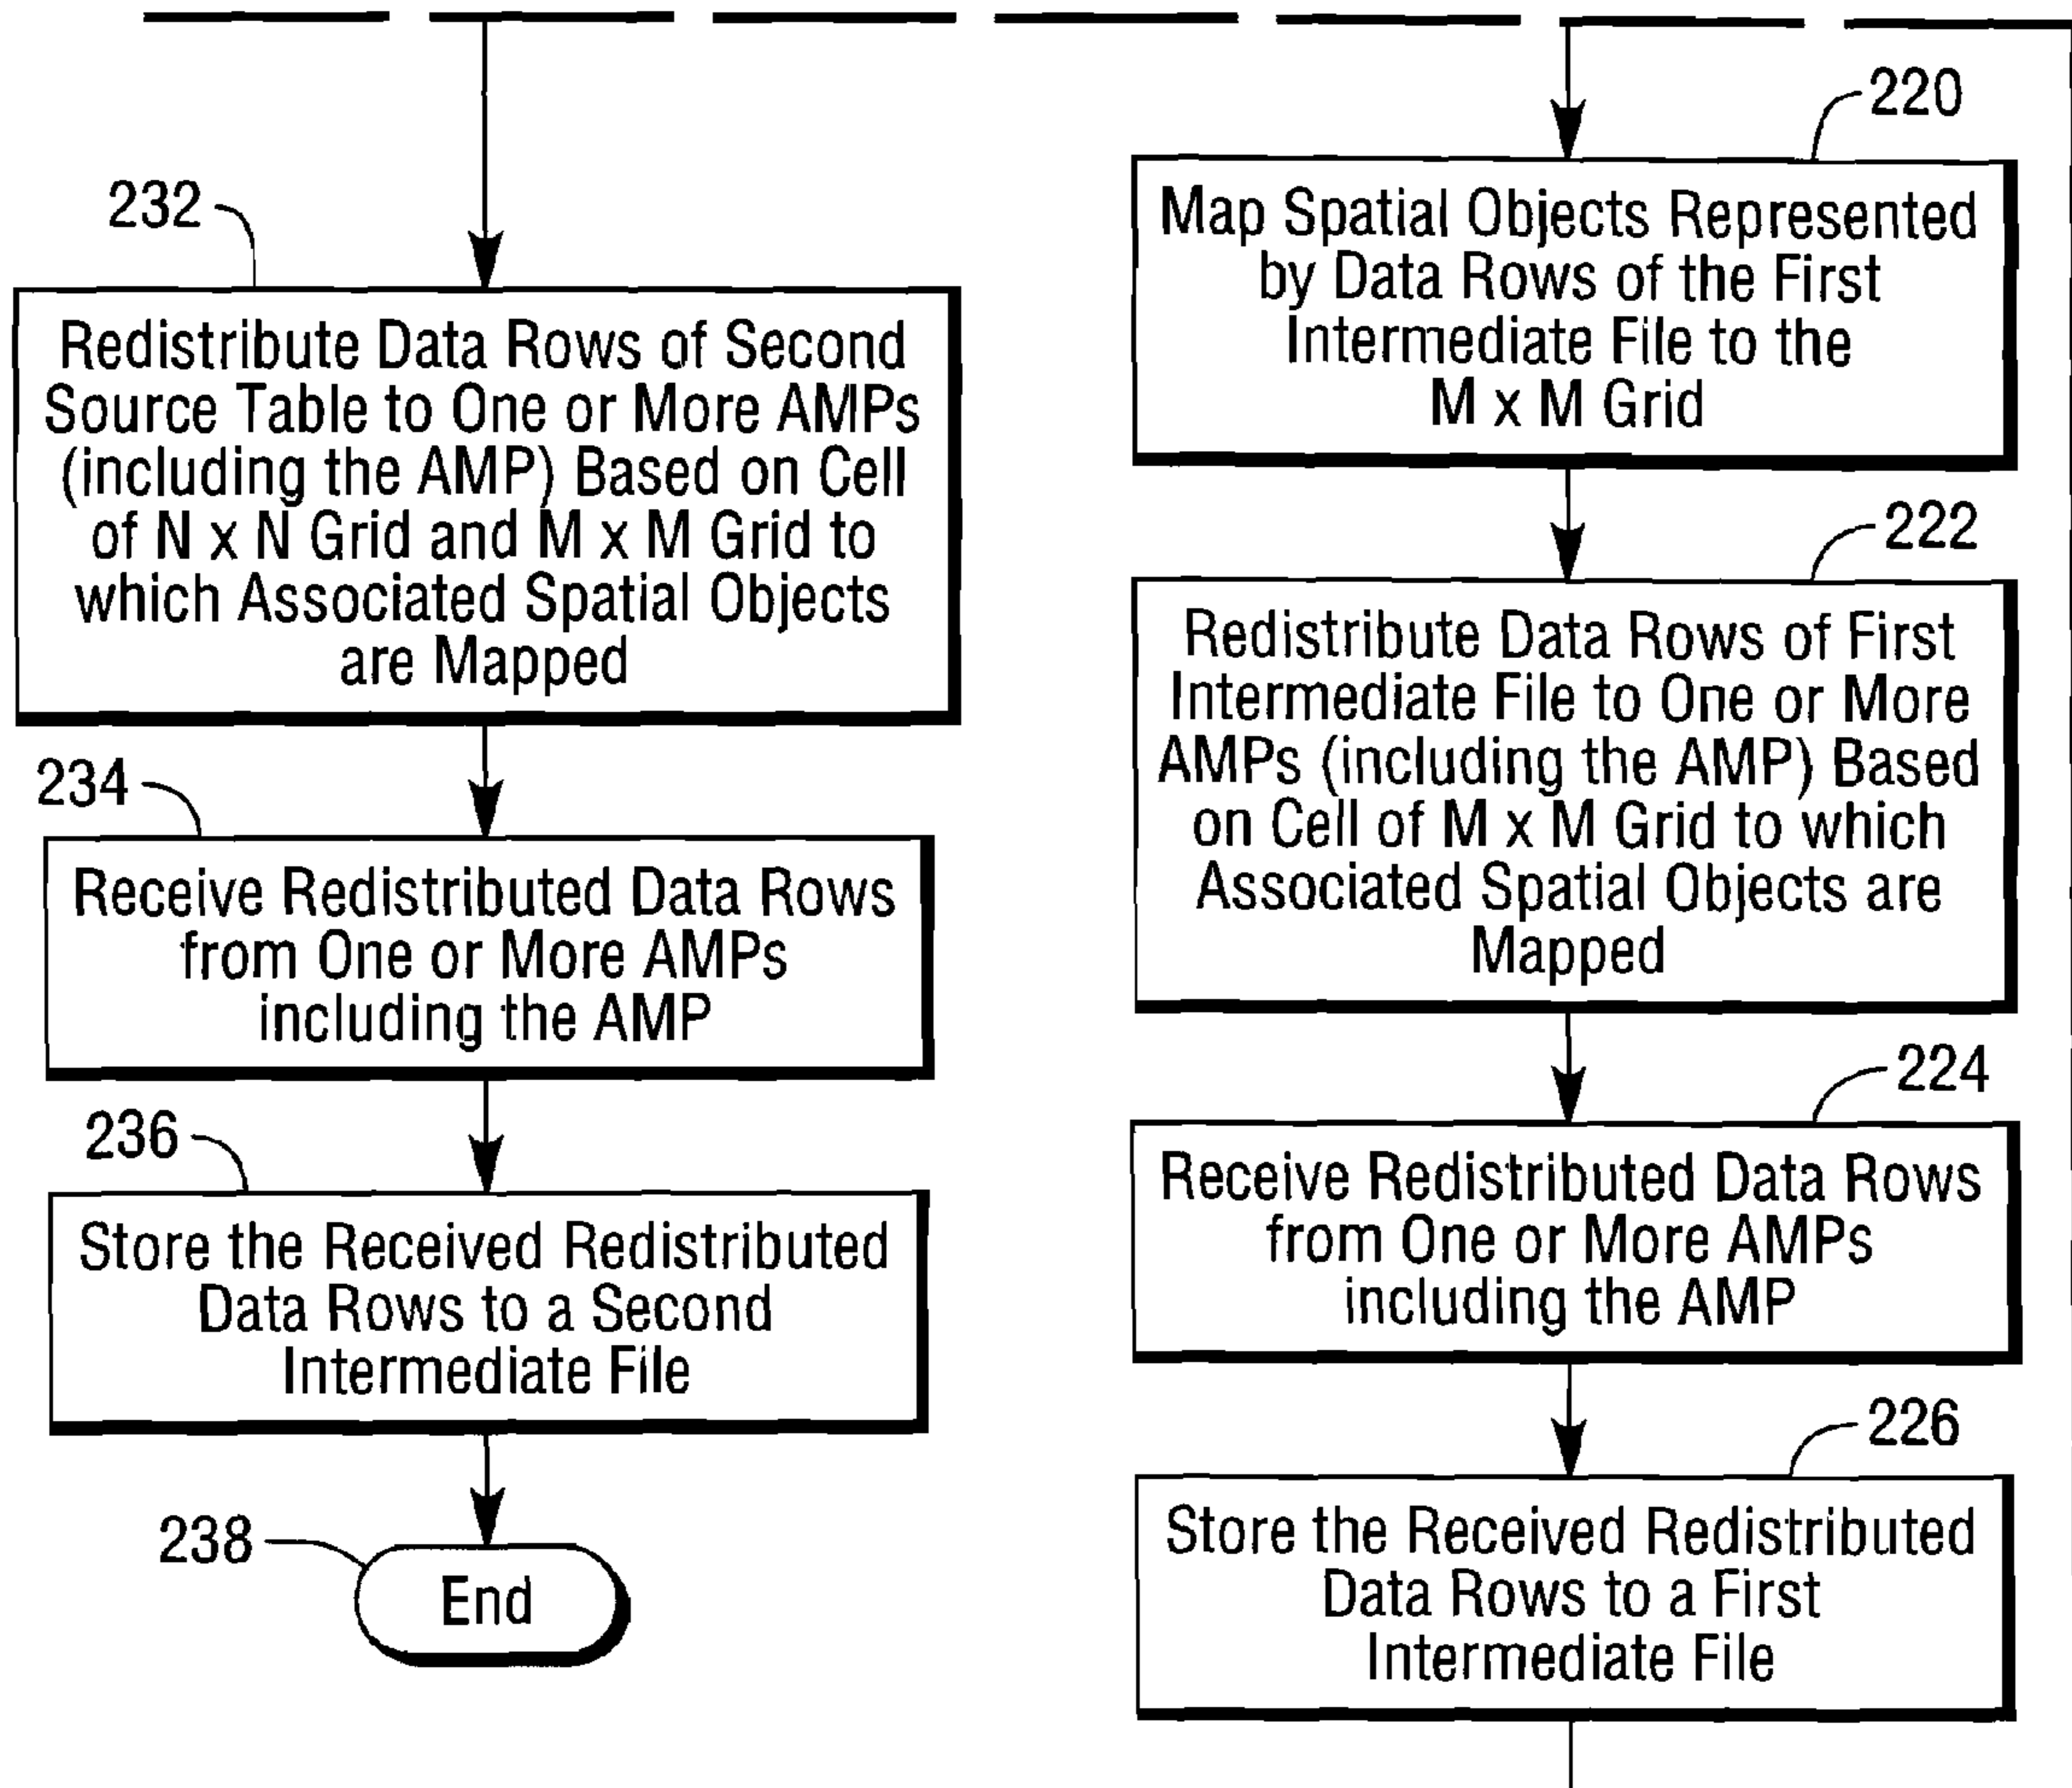 232
Redistribute Data Rows of Second
Source Table to One or More AMPs
(including the AMP) Based on Cell
of N x N Grid and M x M Grid to
which Associated Spatial Objects
are Mapped
234
Receive Redistributed Data Rows
from One or More AMPs
including the AMP
236
Store the Received Redistributed
Data Rows to a Second
Intermediate File
238
End
220
Map Spatial Objects Represented
by Data Rows of the First
Intermediate File to the
M x M Grid
222
Redistribute Data Rows of First
Intermediate File to One or More
AMPs (including the AMP) Based
on Cell of M x M Grid to which
Associated Spatial Objects are
Mapped
224
Receive Redistributed Data Rows
from One or More AMPs
including the AMP
226
Store the Received Redistributed
Data Rows to a First
Intermediate File